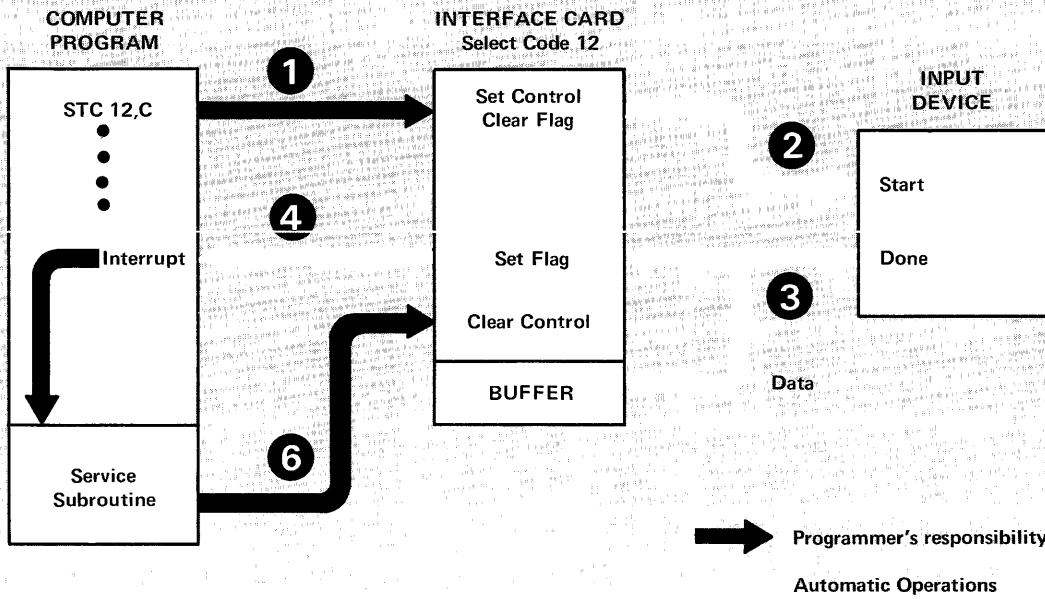 COMPUTER
PROGRAM
INTERFACE CARD
Select Code 12
INPUT
DEVICE
1
STC 12,C
Set Control
Clear Flag
2
Start
4
Interrupt
Set Flag
Done
3
Clear Control
Data
BUFFER
6
Service
Subroutine
Programmer's responsibility
Automatic Operations